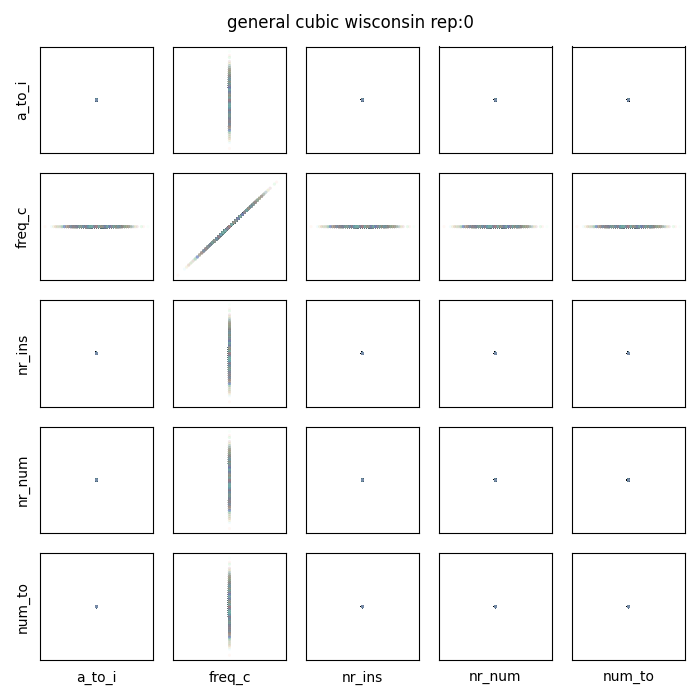 general cubic wisconsin rep:0
a_to_i
freq_c
nr_ins
nr_num
num_to
a_to_i freq_c nr_ins nr_num num_to